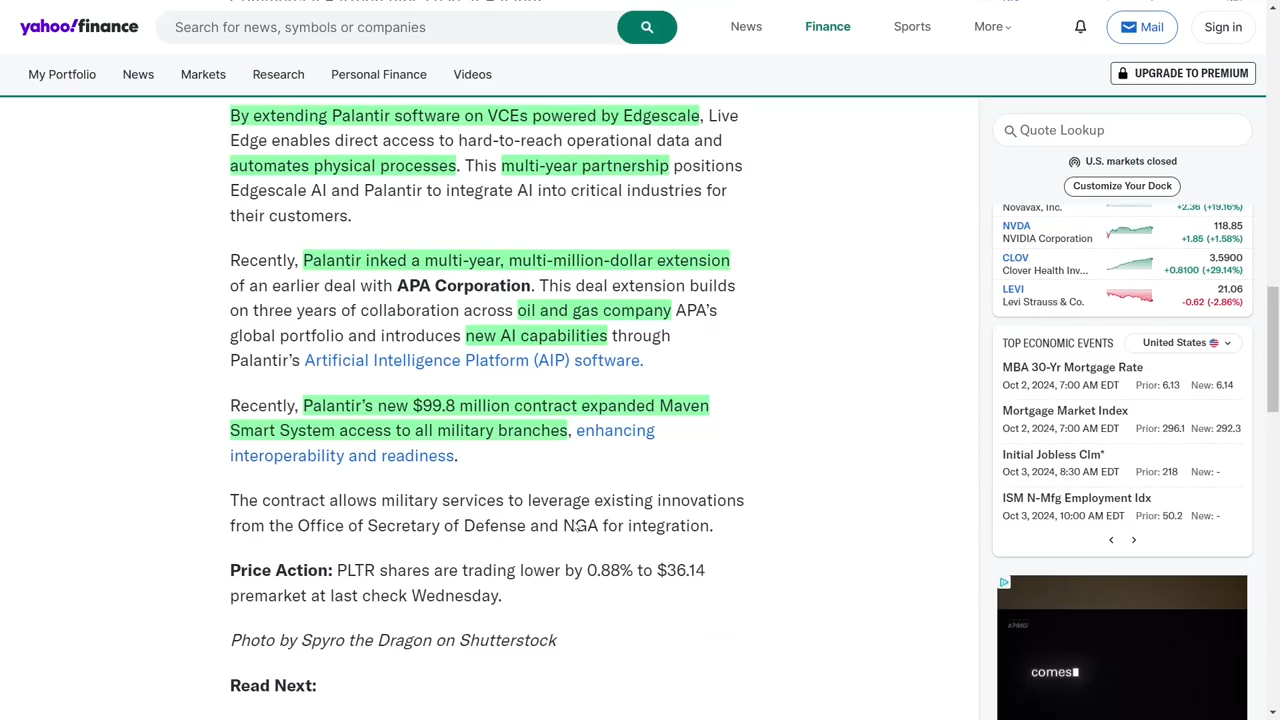 yahoo!finance
Search for news, symbols or companies
News
Finance
Sports
More
Mail
Sign in
My Portfolio
News
Markets
Research
Personal Finance
Videos
UPGRADE TO PREMIUM
By extending Palantir software on VCEs powered by Edgescale, Live
Edge enables direct access to hard-to-reach operational data and
automates physical processes. This multi-year partnership positions
Edgescale AI and Palantir to integrate AI into critical industries for
their customers.
Recently, Palantir inked a multi-year, multi-million-dollar extension
of an earlier deal with APA Corporation. This deal extension builds
on three years of collaboration across oil and gas company APA's
global portfolio and introduces new AI capabilities through
Palantir's Artificial Intelligence Platform (AIP) software.
Recently, Palantir's new $99.8 million contract expanded Maven
Smart System access to all military branches, enhancing
interoperability and readiness.
The contract allows military services to leverage existing innovations
from the Office of Secretary of Defense and NGA for integration.
Price Action: PLTR shares are trading lower by 0.88% to $36.14
premarket at last check Wednesday.
Photo by Spyro the Dragon on Shutterstock
Read Next:
Quote Lookup
U.S. markets closed
Customize Your Dock
Novavax, Inc. +2.36 (+19.16%)
NVDA 118.85
NVIDIA Corporation +1.85 (+1.58%)
CLOV 3.5900
Clover Health Inv... +0.8100 (+29.14%)
LEVI 21.06
Levi Strauss & Co. -0.62 (-2.86%)
TOP ECONOMIC EVENTS United States
MBA 30-Yr Mortgage Rate
Oct 2, 2024, 7:00 AM EDT Prior: 6.13 New: 6.14
Mortgage Market Index
Oct 2, 2024, 7:00 AM EDT Prior: 296.1 New: 292.3
Initial Jobless Clm*
Oct 3, 2024, 8:30 AM EDT Prior: 218 New: -
ISM N-Mfg Employment Idx
Oct 3, 2024, 10:00 AM EDT Prior: 50.2 New: -
KPMG
comes